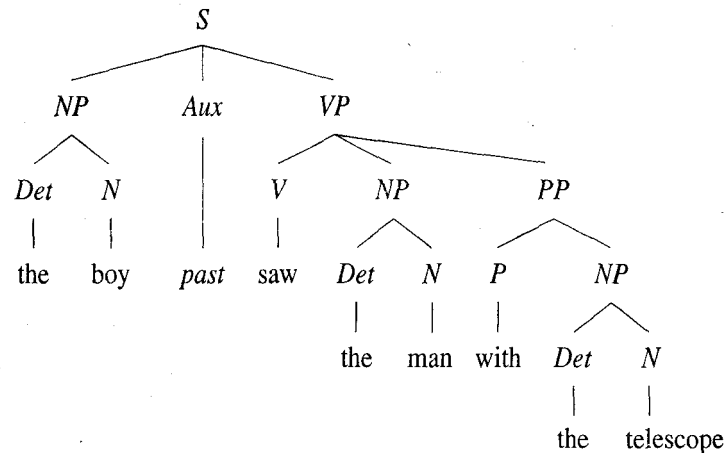 S
NP Aux VP
Det N V NP PP
the boy past saw Det N P NP
the man with Det N
the telescope